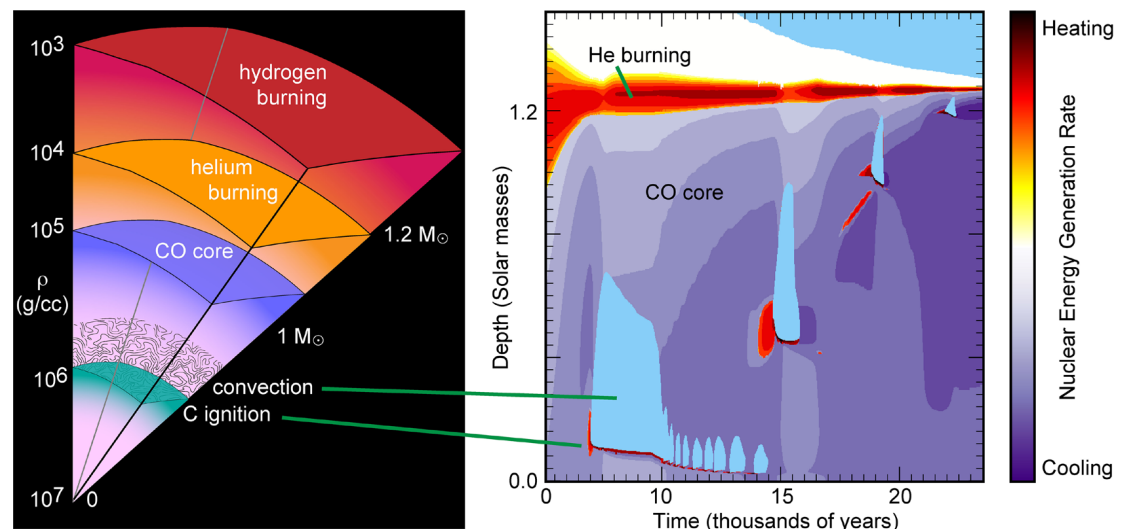 10³
hydrogen
burning
10⁴
helium
burning
10⁵
CO core
1.2 M☉
ρ
(g/cc)
1 M☉
10⁶
convection
C ignition
10⁷
0
He burning
1.2
CO core
Depth (Solar masses)
0.0
0
10
15
20
Time (thousands of years)
Heating
Nuclear Energy Generation Rate
Cooling